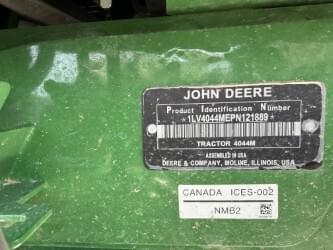 JOHN DEERE
Product Identification Number
*1LV4044MEPN121889*
TRACTOR 4044M
ASSEMBLED IN USA
DEERE & COMPANY, MOLINE, ILLINOIS, USA
CANADA ICES-002
NMB2